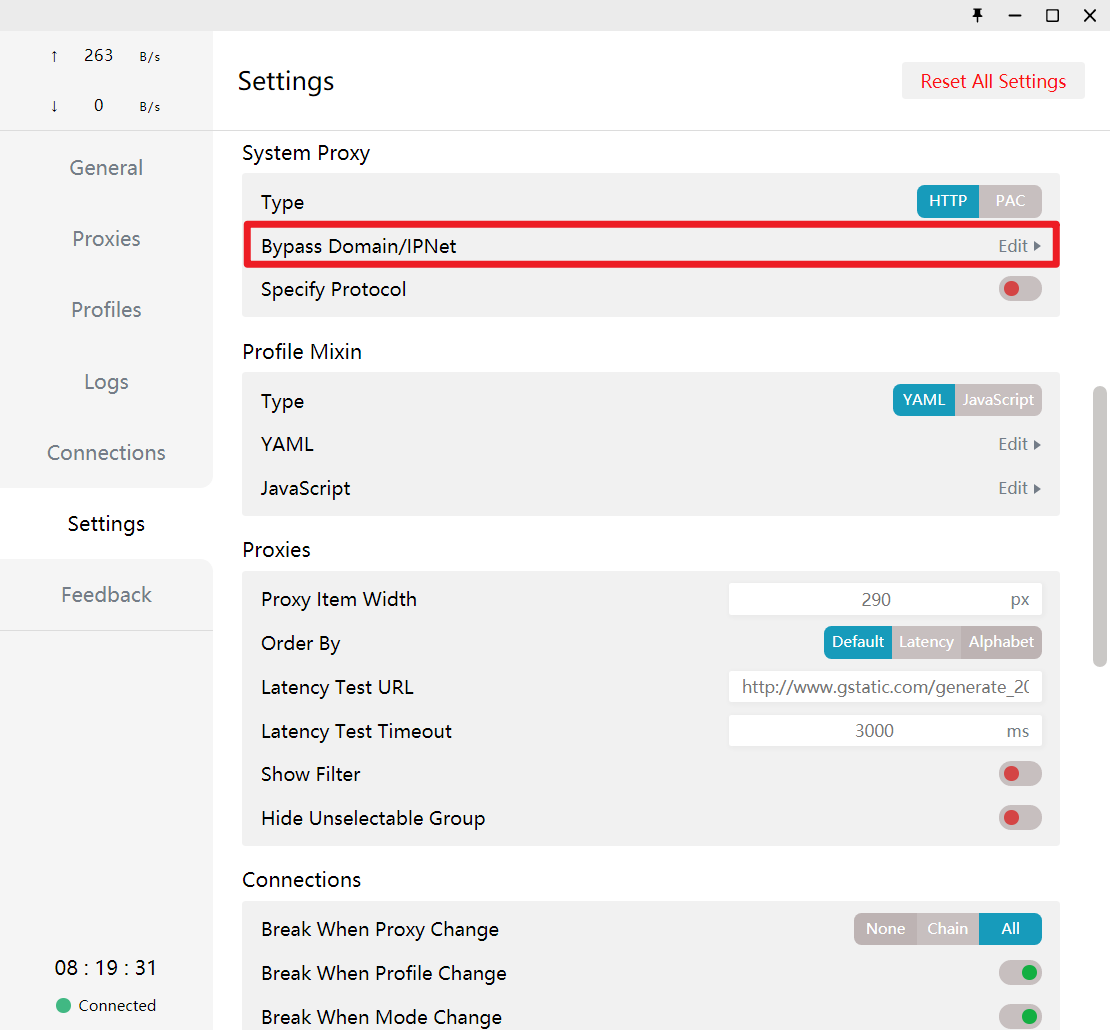 ↑ 263 B/s
↓ 0 B/s
General
Proxies
Profiles
Logs
Connections
Settings
Feedback
08 : 19 : 31
Connected
Settings
Reset All Settings
System Proxy
Type HTTP PAC
Bypass Domain/IPNet Edit
Specify Protocol
Profile Mixin
Type YAML JavaScript
YAML Edit
JavaScript Edit
Proxies
Proxy Item Width 290 px
Order By Default Latency Alphabet
Latency Test URL http://www.gstatic.com/generate_20
Latency Test Timeout 3000 ms
Show Filter
Hide Unselectable Group
Connections
Break When Proxy Change None Chain All
Break When Profile Change
Break When Mode Change